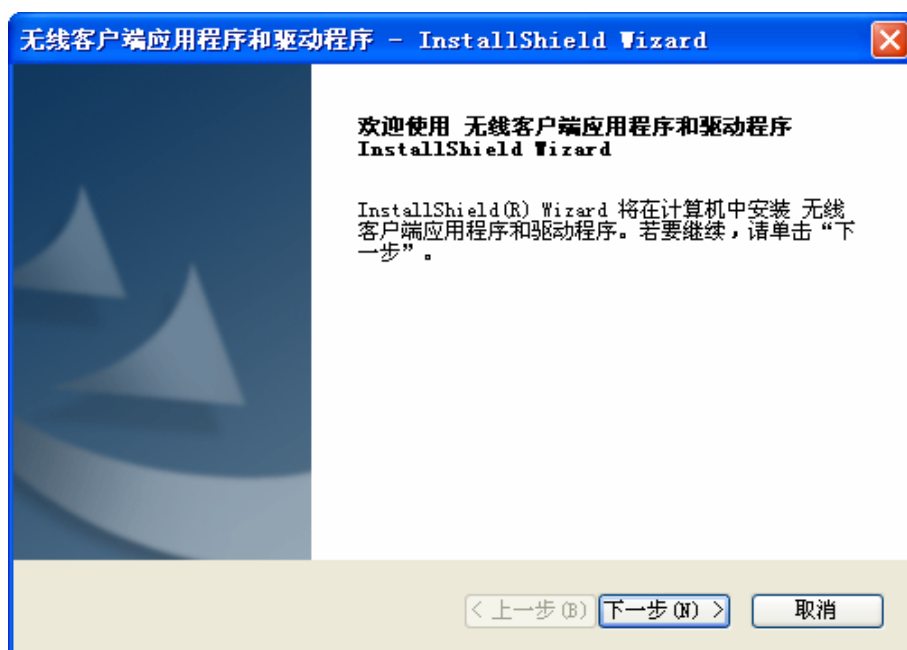 无线客户端应用程序和驱动程序 - InstallShield Wizard
欢迎使用 无线客户端应用程序和驱动程序
InstallShield Wizard
InstallShield(R) Wizard 将在计算机中安装 无线
客户端应用程序和驱动程序。若要继续，请单击“下
一步”。
< 上一步(B)
下一步(N) >
取消